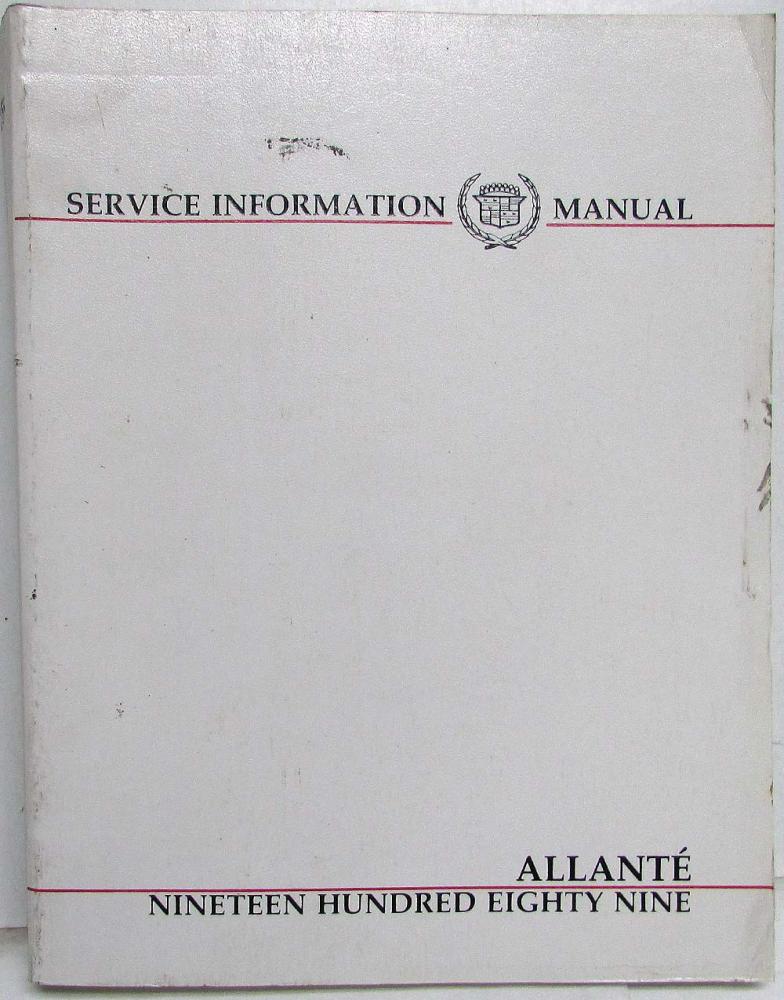 SERVICE INFORMATION MANUAL
ALLANTÉ
NINETEEN HUNDRED EIGHTY NINE